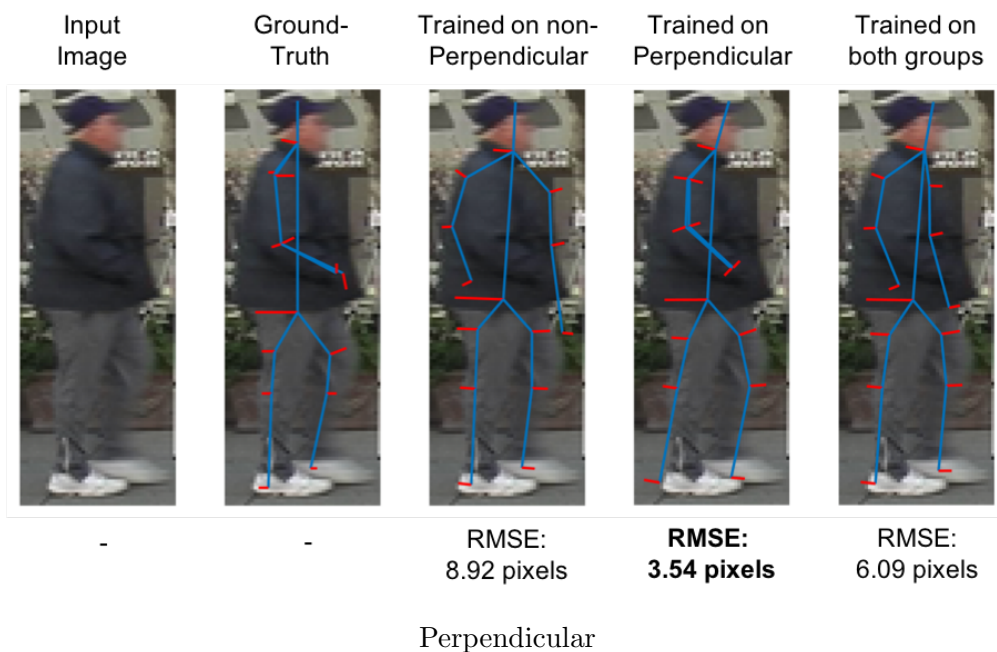 Input Image
Ground-Truth
Trained on non-Perpendicular
Trained on Perpendicular
Trained on both groups
-
-
RMSE:
8.92 pixels
RMSE:
3.54 pixels
RMSE:
6.09 pixels
Perpendicular